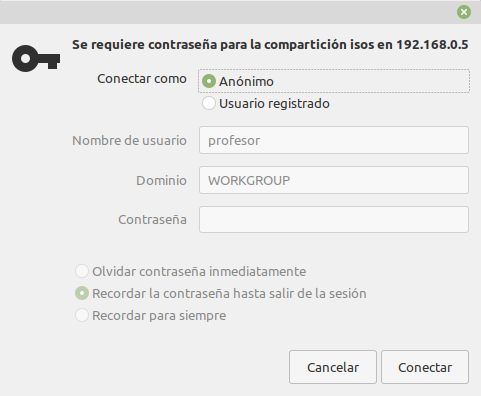 Se requiere contraseña para la compartición isos en 192.168.0.5
Conectar como
Anónimo
Usuario registrado
Nombre de usuario
profesor
Dominio
WORKGROUP
Contraseña
Olvidar contraseña inmediatamente
Recordar la contraseña hasta salir de la sesión
Recordar para siempre
Cancelar
Conectar